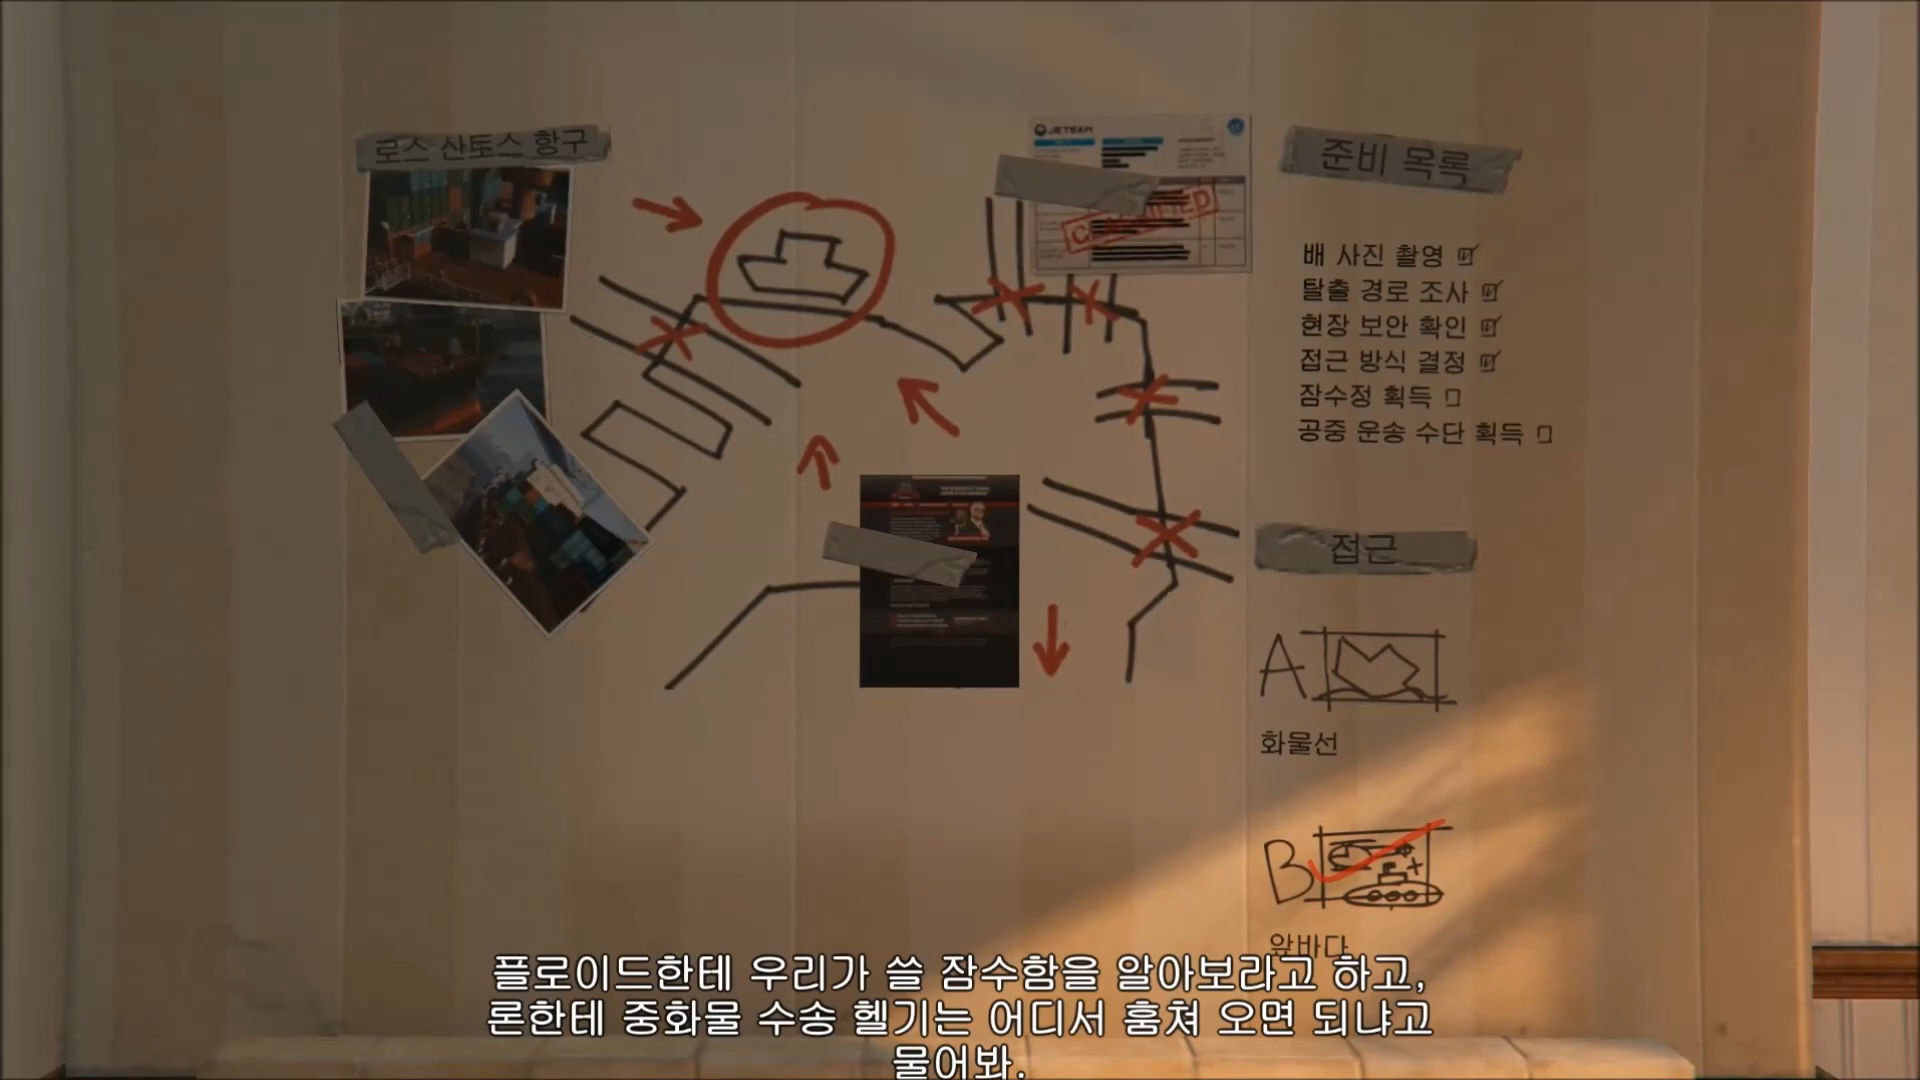 로스 산토스 항구
JETSAM
준비 목록
배 사진 촬영
탈출 경로 조사
현장 보안 확인
접근 방식 결정
잠수정 획득
공중 운송 수단 획득
접근
A
화물선
B
앞바다
플로이드한테 우리가 쓸 잠수함을 알아보라고 하고,
론한테 중화물 수송 헬기는 어디서 훔쳐 오면 되냐고
물어봐.